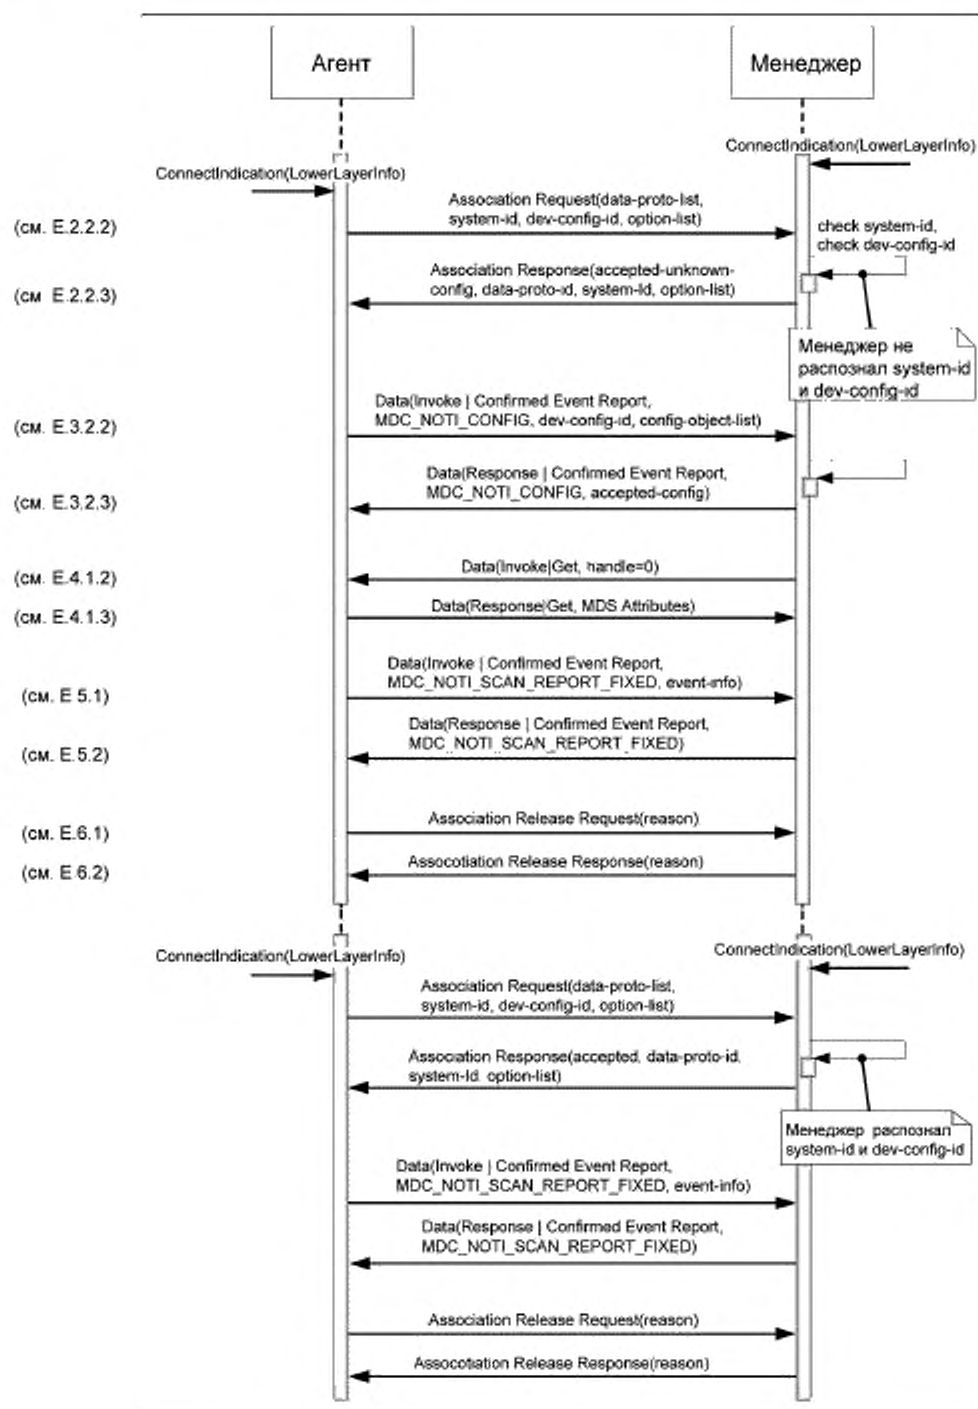 Агент
Менеджер
ConnectIndication(LowerLayerInfo)
ConnectIndication(LowerLayerInfo)
Association Request(data-proto-list,
system-id, dev-config-id, option-list)
(см. E.2.2.2)
check system-id,
check dev-config-id
Association Response(accepted-unknown-
config, data-proto-id, system-id, option-list)
(см E.2.2.3)
Менеджер не
распознал system-id
и dev-config-id
Data(Invoke | Confirmed Event Report,
MDC_NOTI_CONFIG, dev-config-id, config-object-list)
(см. E.3.2.2)
Data(Response | Confirmed Event Report,
MDC_NOTI_CONFIG, accepted-config)
(см. E.3.2.3)
Data(Invoke|Get, handle=0)
(см. E.4.1.2)
Data(Response|Get, MDS Attributes)
(см. E.4.1.3)
Data(Invoke | Confirmed Event Report,
MDC_NOTI_SCAN_REPORT_FIXED, event-info)
(см. E 5.1)
Data(Response | Confirmed Event Report,
MDC_NOTI_SCAN_REPORT_FIXED)
(см. E.5.2)
Association Release Request(reason)
(см. E.6.1)
Assocotiation Release Response(reason)
(см. E 6.2)
ConnectIndication(LowerLayerInfo)
ConnectIndication(LowerLayerInfo)
Association Request(data-proto-list,
system-id, dev-config-id, option-list)
Association Response(accepted, data-proto-id,
system-Id, option-list)
Менеджер распознал
system-id и dev-config-id
Data(Invoke | Confirmed Event Report,
MDC_NOTI_SCAN_REPORT_FIXED, event-info)
Data(Response | Confirmed Event Report,
MDC_NOTI_SCAN_REPORT_FIXED)
Association Release Request(reason)
Assocotiation Release Response(reason)